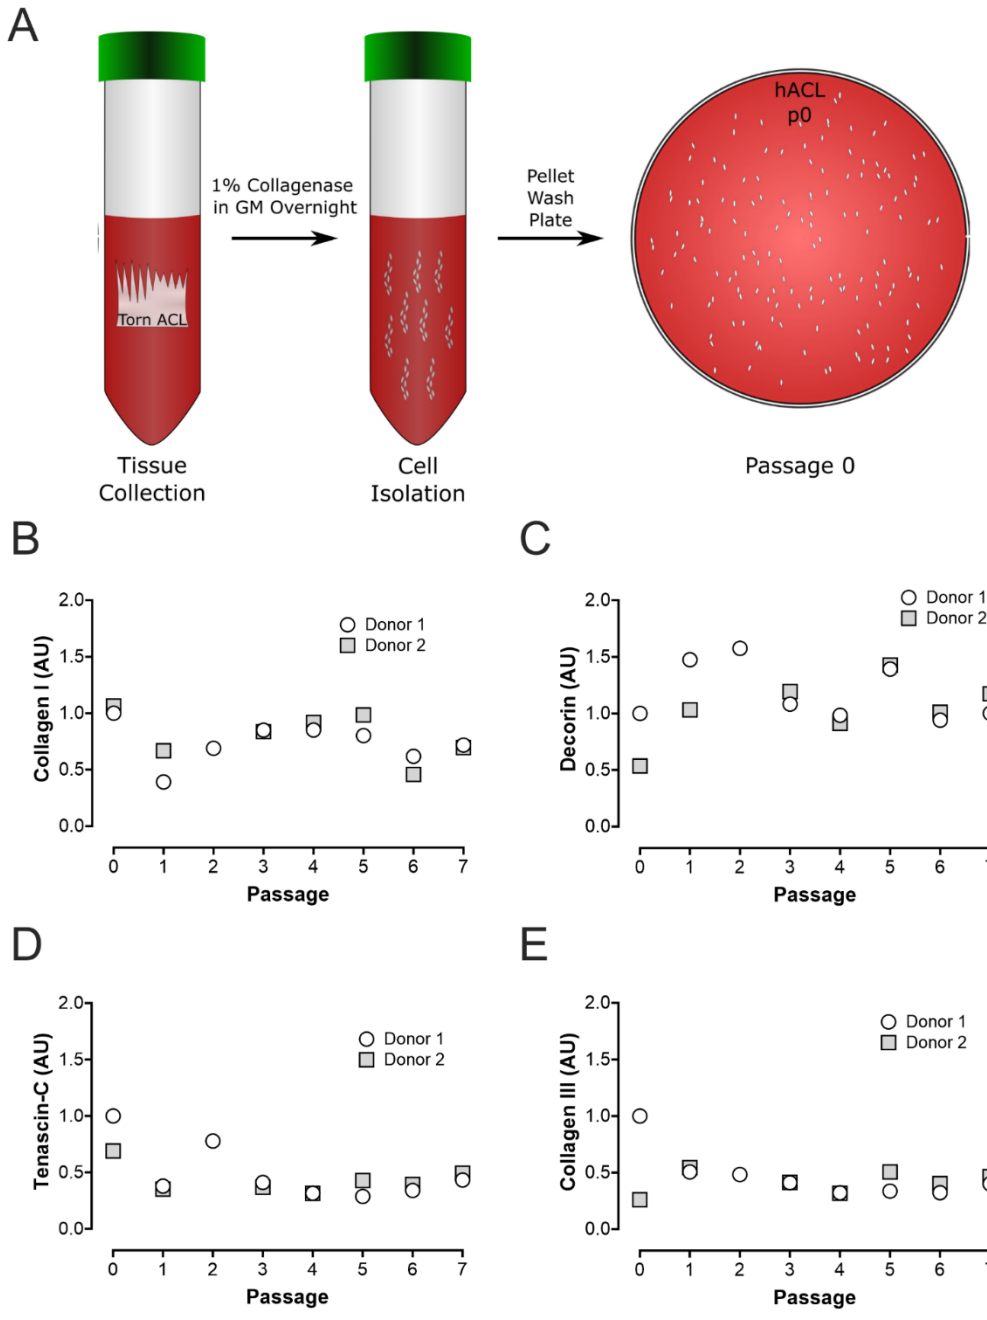 A
1% Collagenase
in GM Overnight
Pellet
Wash
Plate
hACL
p0
Torn ACL
Tissue
Collection
Cell
Isolation
Passage 0
B
2.0
1.5
1.0
0.5
0.0
Collagen I (AU)
Donor 1
Donor 2
0 1 2 3 4 5 6 7
Passage
C
2.0
1.5
1.0
0.5
0.0
Decorin (AU)
Donor 1
Donor 2
0 1 2 3 4 5 6
Passage
D
2.0
1.5
1.0
0.5
0.0
Tenascin-C (AU)
Donor 1
Donor 2
0 1 2 3 4 5 6 7
Passage
E
2.0
1.5
1.0
0.5
0.0
Collagen III (AU)
Donor 1
Donor 2
0 1 2 3 4 5 6
Passage